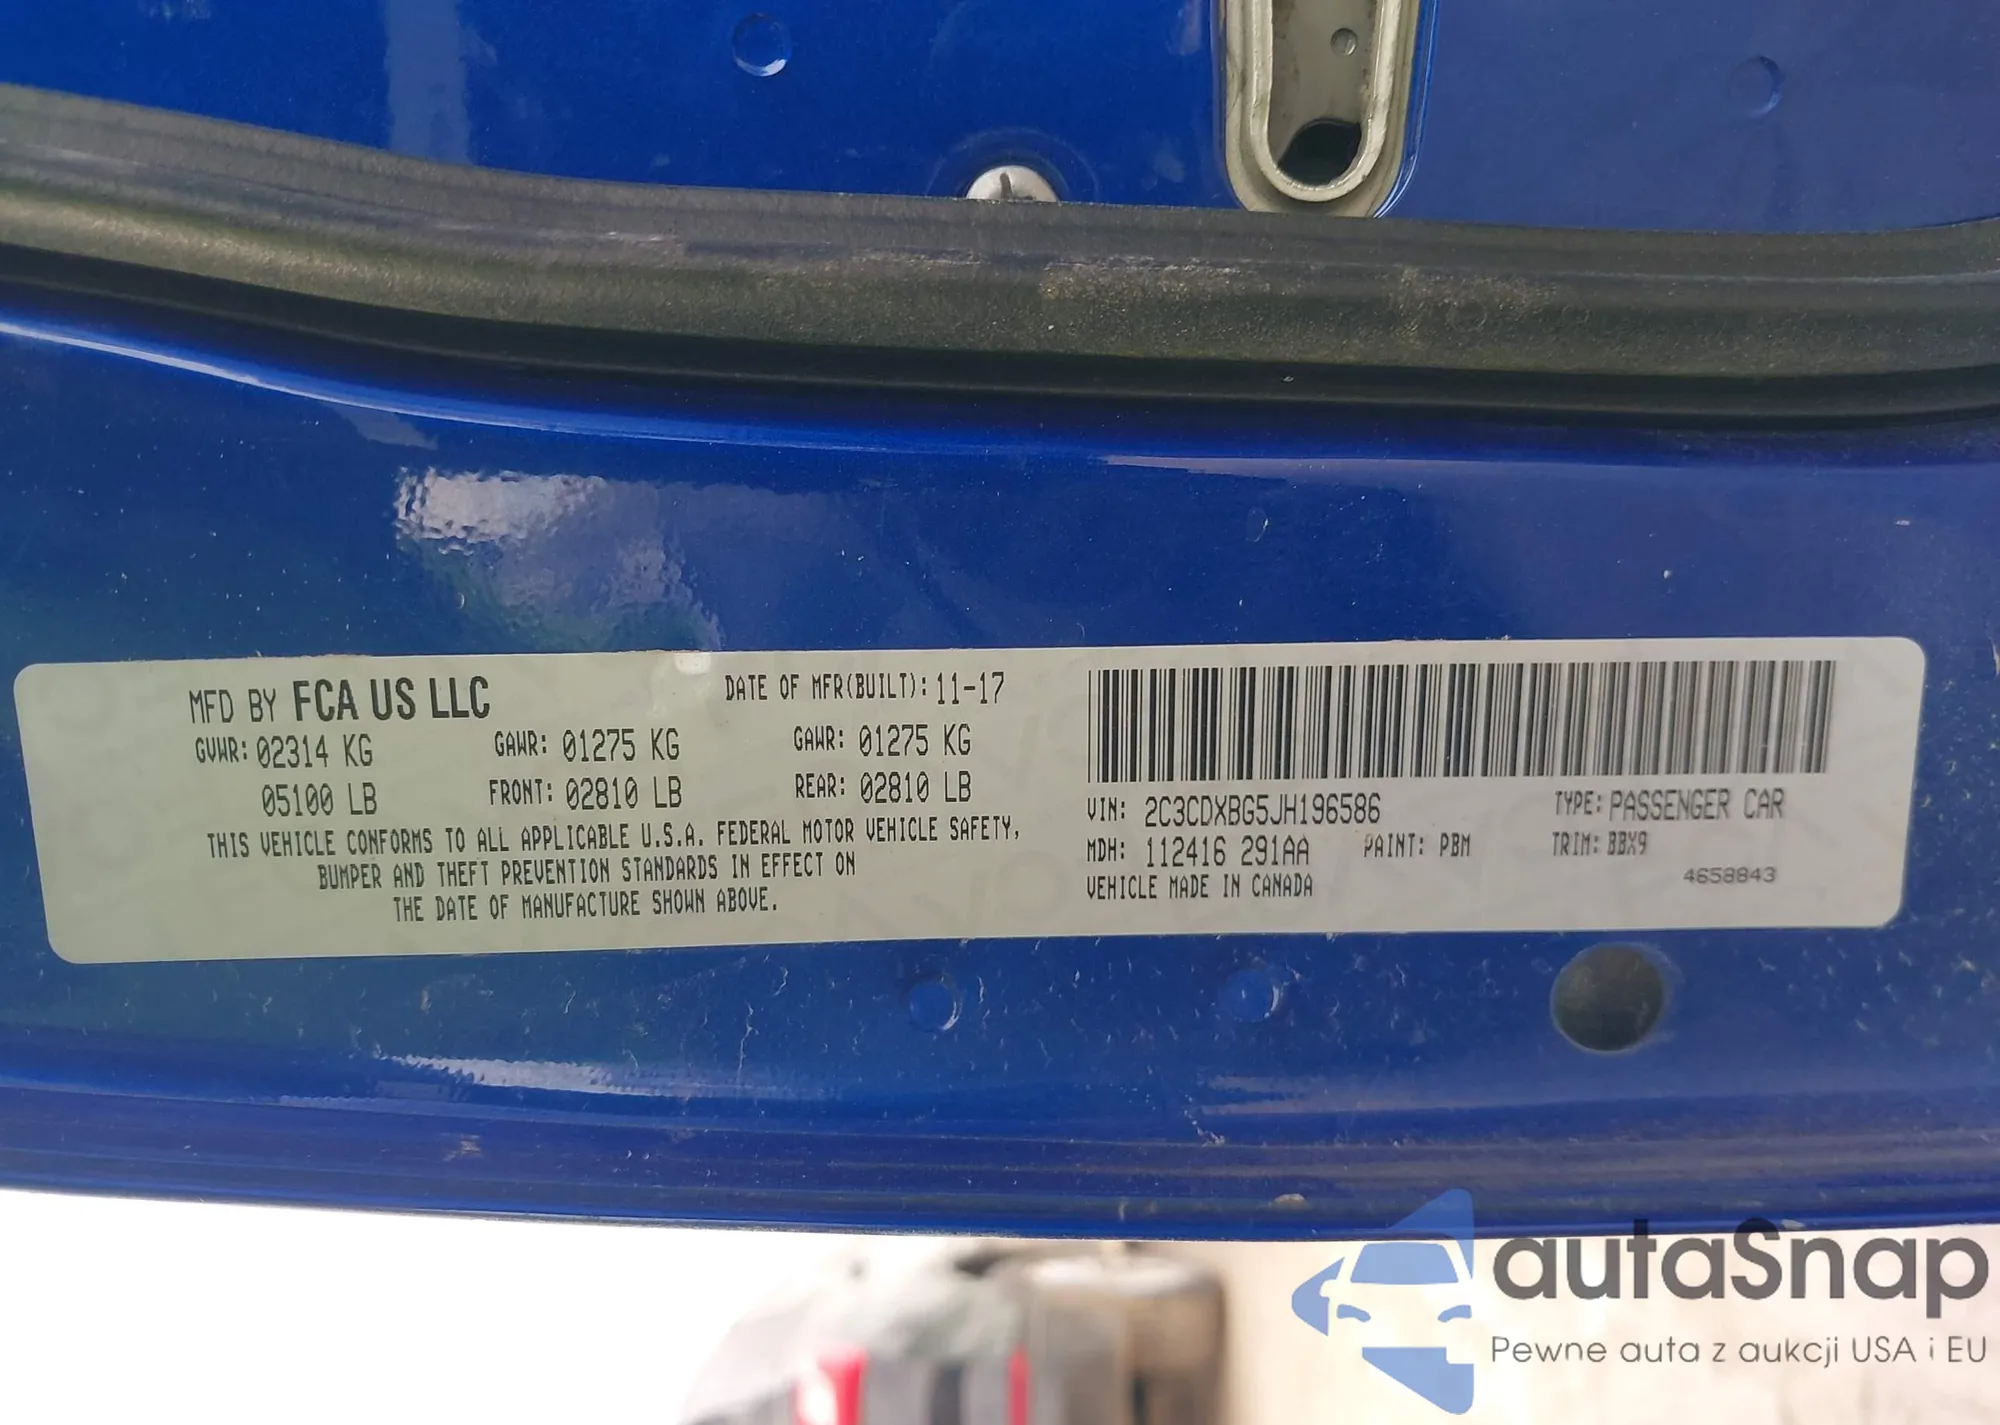 MFD BY FCA US LLC
DATE OF MFR(BUILT): 11-17
GVWR: 02314 KG
GAWR: 01275 KG
GAWR: 01275 KG
05100 LB
FRONT: 02810 LB
REAR: 02810 LB
THIS VEHICLE CONFORMS TO ALL APPLICABLE U.S.A. FEDERAL MOTOR VEHICLE SAFETY,
BUMPER AND THEFT PREVENTION STANDARDS IN EFFECT ON
THE DATE OF MANUFACTURE SHOWN ABOVE.
VIN: 2C3CDXBG5JH196586
TYPE: PASSENGER CAR
MDH: 112416 291AA
PAINT: PBM
TRIM: BBX9
VEHICLE MADE IN CANADA
4658843
autaSnap
Pewne auta z aukcji USA i EU